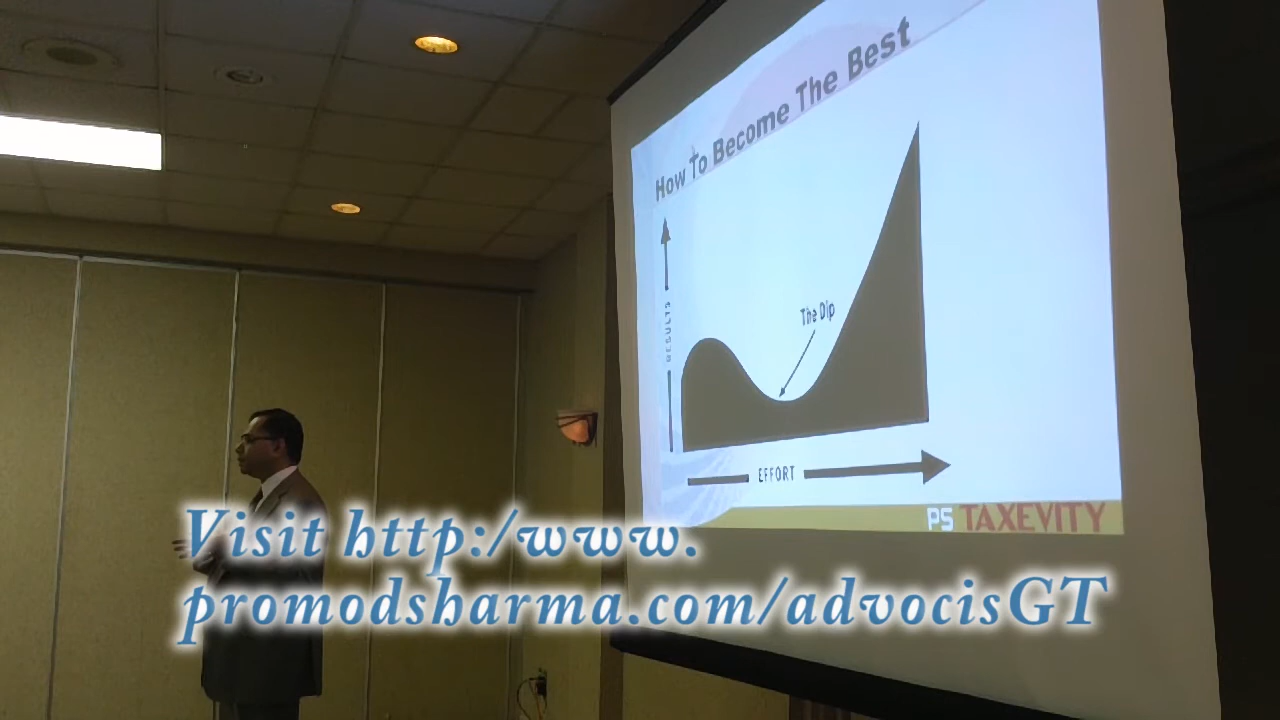 How To Become The Best
RESULTS
The Dip
EFFORT
PS TAXEVITY
Visit http:/www.
promodsharma.com/advocisGT